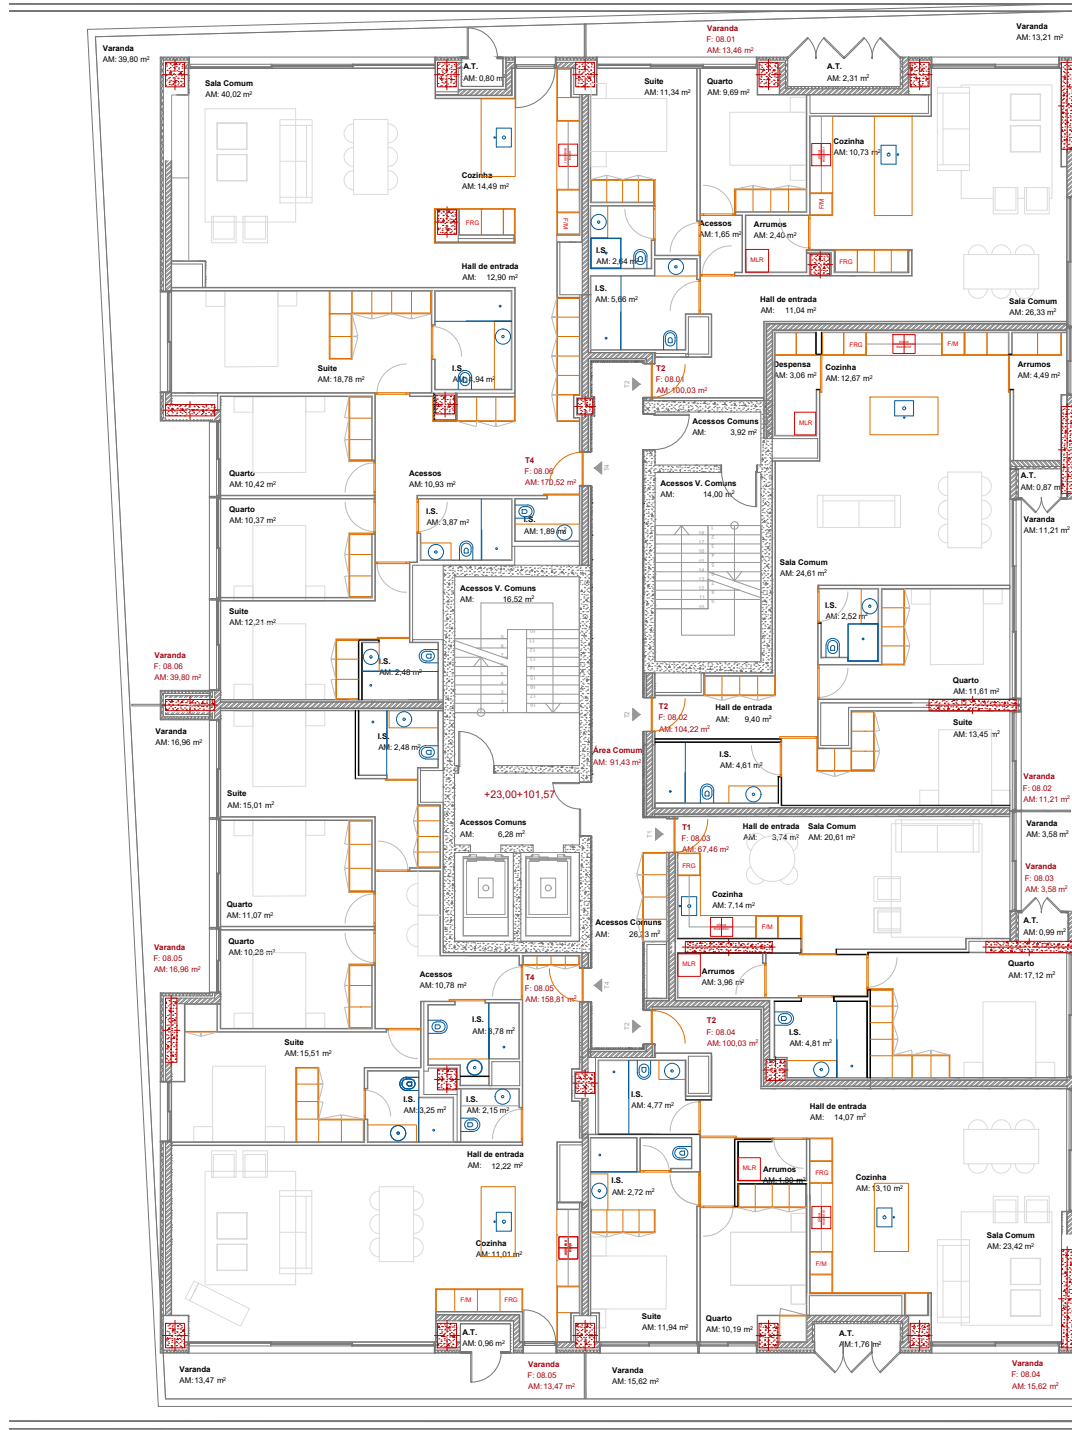 Varanda
AM: 39,80 m²
Sala Comum
AM: 40,02 m²
A.T.
AM: 0,80 m²
Suite
AM: 11,34 m²
Quarto
AM: 9,69 m²
Varanda
F: 08.01
AM: 13,46 m²
A.T.
AM: 2,31 m²
Varanda
AM: 13,21 m²
Cozinha
AM: 14,49 m²
FRG
F/M
Cozinha
AM: 10,73 m²
F/M
Hall de entrada
AM: 12,90 m²
I.S.
AM: 2,64 m²
Acessos
AM: 1,65 m²
Arrumos
AM: 2,40 m²
MLR
FRG
I.S.
AM: 5,66 m²
Hall de entrada
AM: 11,04 m²
Sala Comum
AM: 26,33 m²
Suite
AM: 18,78 m²
I.S.
AM: 4,94 m²
T2
F: 08.01
AM: 100,03 m²
T2
Despensa
AM: 3,06 m²
Cozinha
AM: 12,67 m²
FRG
F/M
Arrumos
AM: 4,49 m²
MLR
Acessos Comuns
AM: 3,92 m²
Quarto
AM: 10,42 m²
Acessos
AM: 10,93 m²
T4
F: 08.06
AM: 170,52 m²
T4
Acessos V. Comuns
AM: 14,00 m²
A.T.
AM: 0,87 m²
Quarto
AM: 10,37 m²
I.S.
AM: 3,87 m²
I.S.
AM: 1,89 m²
Varanda
AM: 11,21 m²
Sala Comum
AM: 24,61 m²
Suite
AM: 12,21 m²
Acessos V. Comuns
AM: 16,52 m²
I.S.
AM: 2,52 m²
Varanda
F: 08.06
AM: 39,80 m²
I.S.
AM: 2,48 m²
Quarto
AM: 11,61 m²
T2
T2
F: 08.02
AM: 104,22 m²
Hall de entrada
AM: 9,40 m²
Suite
AM: 13,45 m²
Varanda
AM: 16,96 m²
I.S.
AM: 2,48 m²
Área Comum
AM: 91,43 m²
I.S.
AM: 4,61 m²
Varanda
F: 08.02
AM: 11,21 m²
Suite
AM: 15,01 m²
+23,00+101,57
Acessos Comuns
AM: 6,28 m²
T1
T1
F: 08.03
AM: 67,46 m²
Hall de entrada
AM: 3,74 m²
Sala Comum
AM: 20,61 m²
Varanda
AM: 3,58 m²
FRG
Varanda
F: 08.03
AM: 3,58 m²
Quarto
AM: 11,07 m²
Cozinha
AM: 7,14 m²
F/M
Acessos Comuns
AM: 26,23 m²
A.T.
AM: 0,99 m²
Varanda
F: 08.05
AM: 16,96 m²
Quarto
AM: 10,28 m²
Acessos
AM: 10,78 m²
T4
F: 08.05
AM: 158,81 m²
T4
MLR
Arrumos
AM: 3,96 m²
Quarto
AM: 17,12 m²
Suite
AM: 15,51 m²
I.S.
AM: 3,78 m²
T2
T2
F: 08.04
AM: 100,03 m²
I.S.
AM: 4,81 m²
I.S.
AM: 3,25 m²
I.S.
AM: 2,15 m²
I.S.
AM: 4,77 m²
Hall de entrada
AM: 14,07 m²
Hall de entrada
AM: 12,22 m²
I.S.
AM: 2,72 m²
MLR
Arrumos
AM: 1,80 m²
FRG
Cozinha
AM: 13,10 m²
Cozinha
AM: 11,01 m²
F/M
Sala Comum
AM: 23,42 m²
F/M
FRG
A.T.
AM: 0,96 m²
Suite
AM: 11,94 m²
Quarto
AM: 10,19 m²
A.T.
AM: 1,76 m²
Varanda
AM: 13,47 m²
Varanda
F: 08.05
AM: 13,47 m²
Varanda
AM: 15,62 m²
Varanda
F: 08.04
AM: 15,62 m²